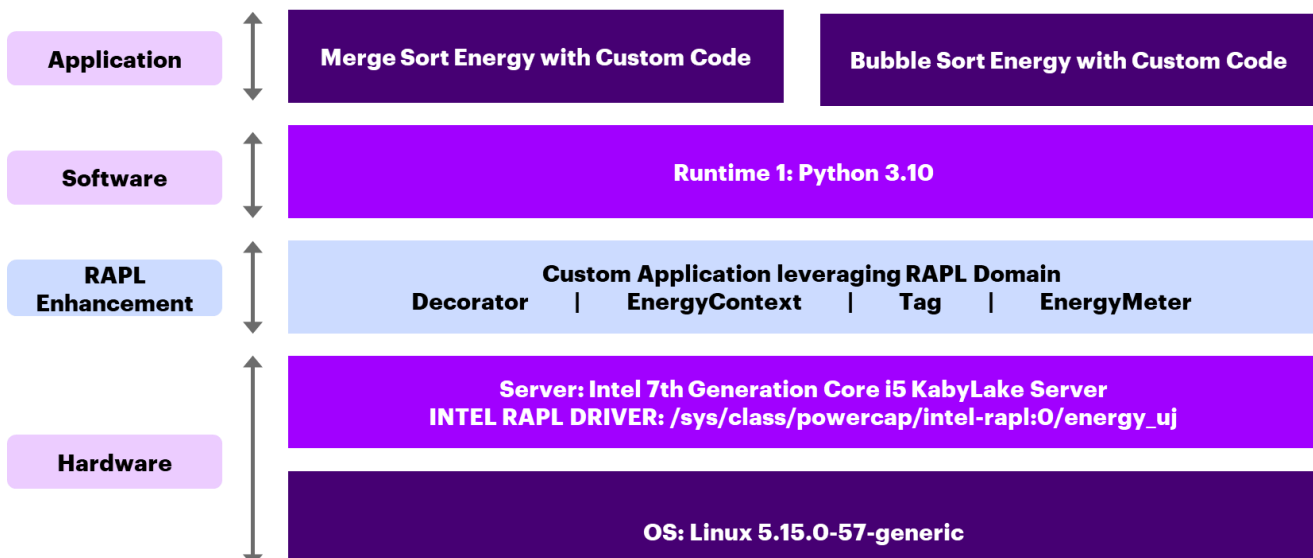 Application
Merge Sort Energy with Custom Code
Bubble Sort Energy with Custom Code
Software
Runtime 1: Python 3.10
RAPL
Enhancement
Custom Application leveraging RAPL Domain
Decorator | EnergyContext | Tag | EnergyMeter
Hardware
Server: Intel 7th Generation Core i5 KabyLake Server
INTEL RAPL DRIVER: /sys/class/powercap/intel-rapl:0/energy_uj
OS: Linux 5.15.0-57-generic